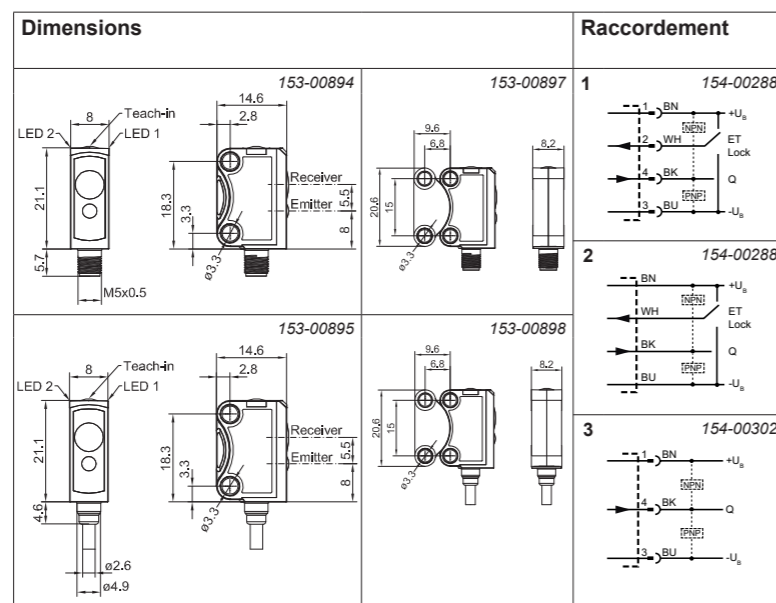 Dimensions
Raccordement
153-00894
8
Teach-in
LED 2
LED 1
21.1
5.7
M5x0.5
14.6
2.8
18.3
3.3
ø3.3
Receiver
Emitter
5.5
8
153-00897
9.6
6.8
20.6
15
ø3.3
8.2
1
154-00288
1 BN +UB
NPN
2 WH ET
Lock
4 BK Q
PNP
3 BU -UB
2
154-00288
BN +UB
NPN
WH ET
Lock
BK Q
PNP
BU -UB
153-00895
8
Teach-in
LED 2
LED 1
21.1
4.6
ø2.6
ø4.9
14.6
2.8
18.3
3.3
ø3.3
Receiver
Emitter
5.5
8
153-00898
9.6
6.8
20.6
15
ø3.3
8.2
3
154-00302
1 BN +UB
NPN
4 BK Q
PNP
3 BU -UB